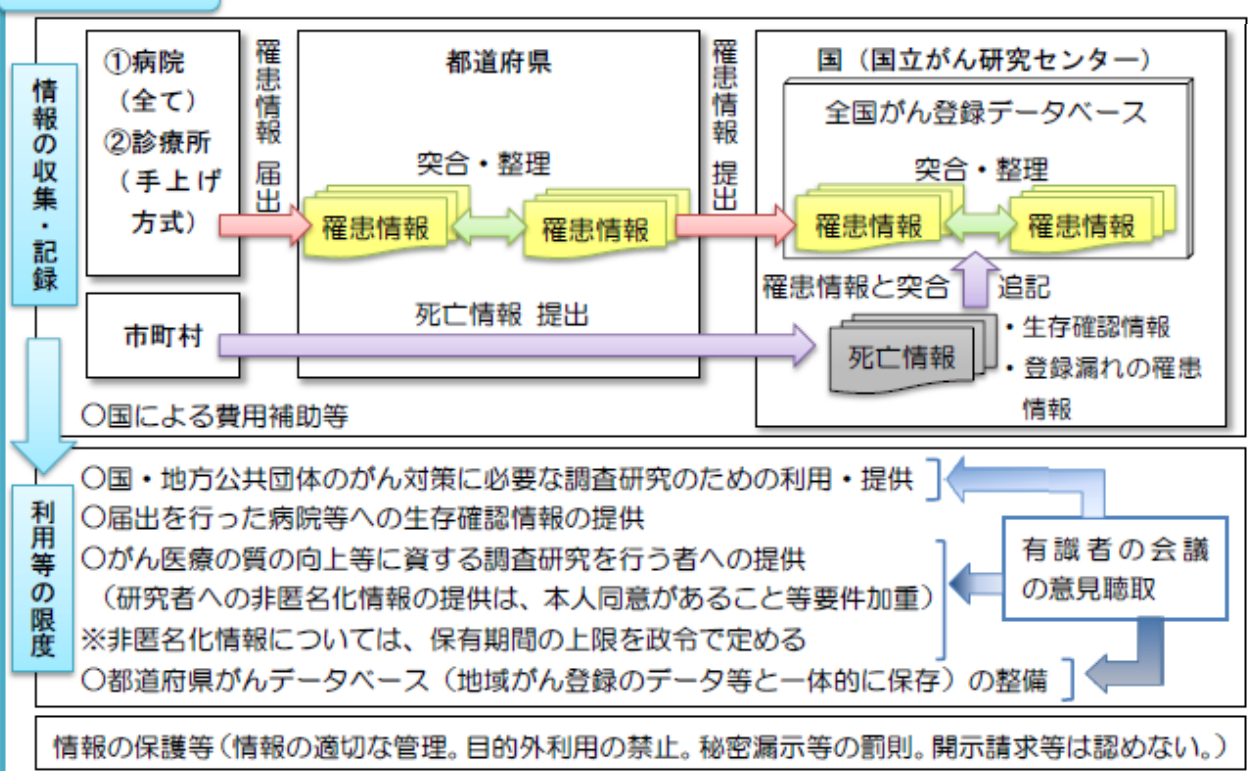 情報の収集・記録
①病院
(全て)
②診療所
(手上げ
方式)
罹患情報 届出
都道府県
突合・整理
罹患情報
罹患情報
罹患情報 提出
国(国立がん研究センター)
全国がん登録データベース
突合・整理
罹患情報
罹患情報
罹患情報と突合
追記
市町村
死亡情報 提出
死亡情報
・生存確認情報
・登録漏れの罹患
情報
○国による費用補助等
利用等の限度
○国・地方公共団体のがん対策に必要な調査研究のための利用・提供
○届出を行った病院等への生存確認情報の提供
○がん医療の質の向上等に資する調査研究を行う者への提供
(研究者への非匿名化情報の提供は、本人同意があること等要件加重)
※非匿名化情報については、保有期間の上限を政令で定める
○都道府県がんデータベース(地域がん登録のデータ等と一体的に保存)の整備
有識者の会議
の意見聴取
情報の保護等(情報の適切な管理。目的外利用の禁止。秘密漏示等の罰則。開示請求等は認めない。)